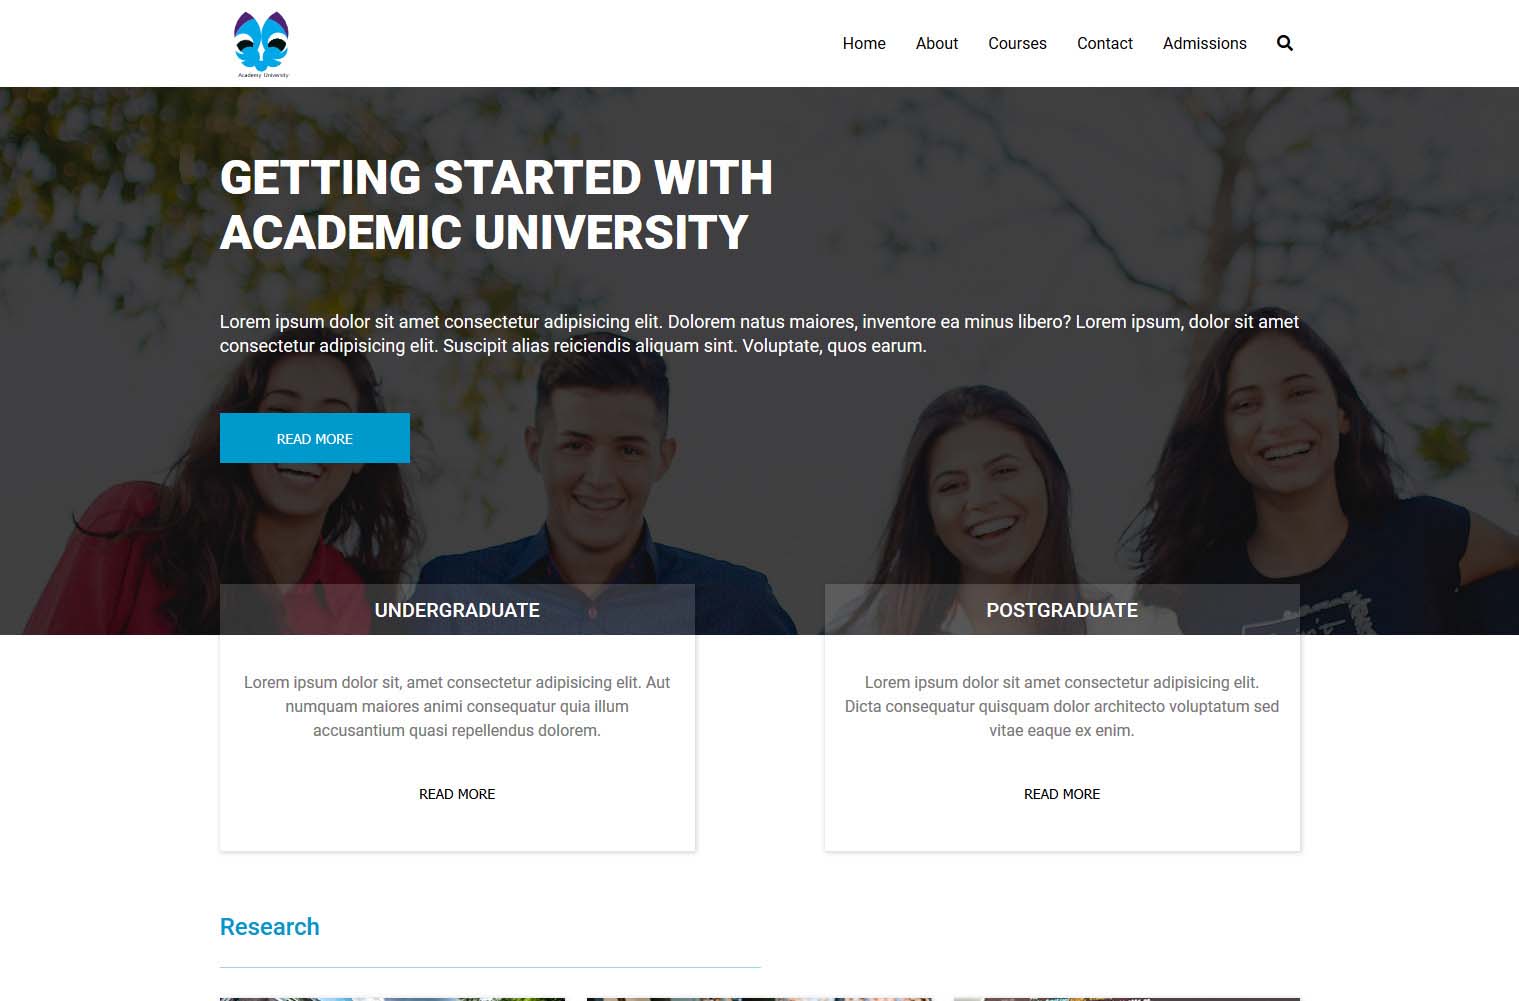 Academy University
Home About Courses Contact Admissions
GETTING STARTED WITH
ACADEMIC UNIVERSITY
Lorem ipsum dolor sit amet consectetur adipisicing elit. Dolorem natus maiores, inventore ea minus libero? Lorem ipsum, dolor sit amet
consectetur adipisicing elit. Suscipit alias reiciendis aliquam sint. Voluptate, quos earum.
READ MORE
UNDERGRADUATE
Lorem ipsum dolor sit, amet consectetur adipisicing elit. Aut
numquam maiores animi consequatur quia illum
accusantium quasi repellendus dolorem.
READ MORE
POSTGRADUATE
Lorem ipsum dolor sit amet consectetur adipisicing elit.
Dicta consequatur quisquam dolor architecto voluptatum sed
vitae eaque ex enim.
READ MORE
Research